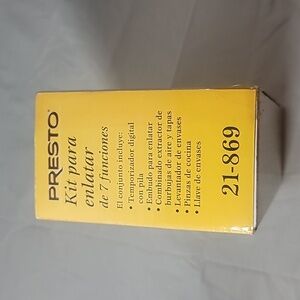 PRESTO®
Kit para
enlatar
de 7 funciones
El conjunto incluye:
• Temporizador digital
con pila
• Embudo para enlatar
• Combinado extractor de
burbujas de aire y tapas
• Levantador de envases
• Pinzas de cocina
• Llave de envases
21-869